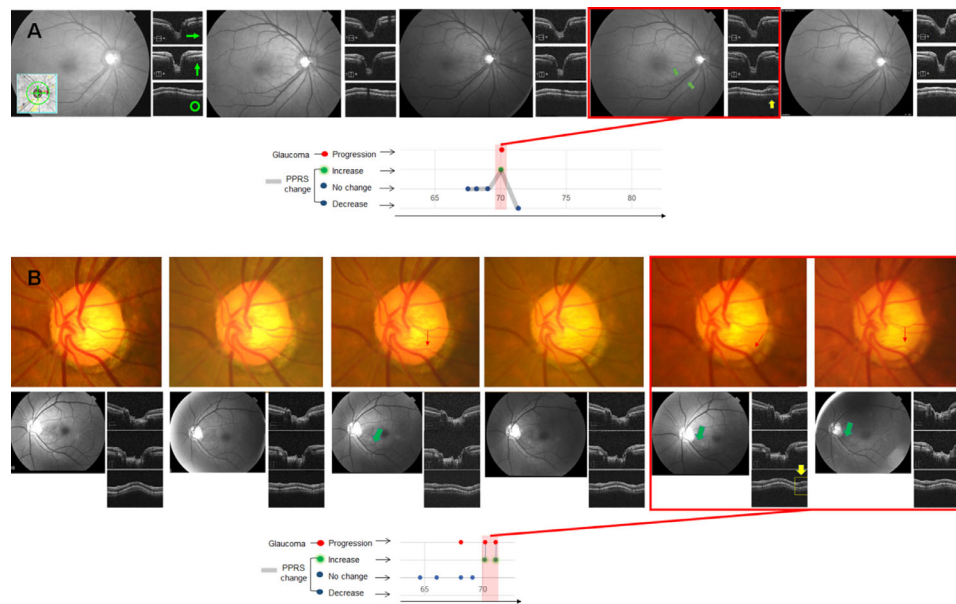 A
Glaucoma Progression
PPRS change Increase
No change
Decrease
65 70 75 80
B
Glaucoma Progression
PPRS change Increase
No change
Decrease
65 70